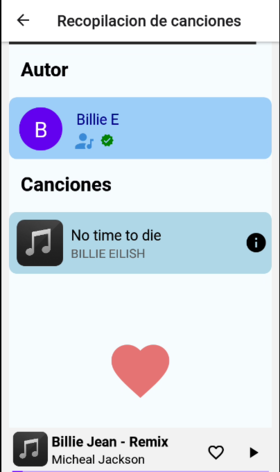 Recopilacion de canciones
Autor
B
Billie E
Canciones
No time to die
BILLIE EILISH
Billie Jean - Remix
Micheal Jackson